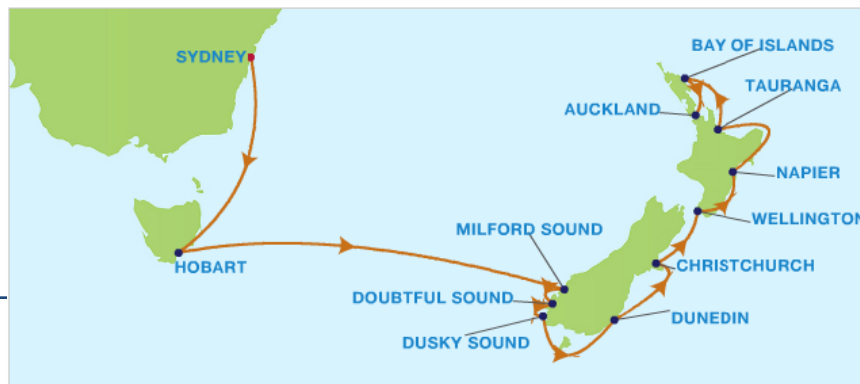 SYDNEY
BAY OF ISLANDS
TAURANGA
AUCKLAND
NAPIER
WELLINGTON
MILFORD SOUND
HOBART
CHRISTCHURCH
DOUBTFUL SOUND
DUNEDIN
DUSKY SOUND